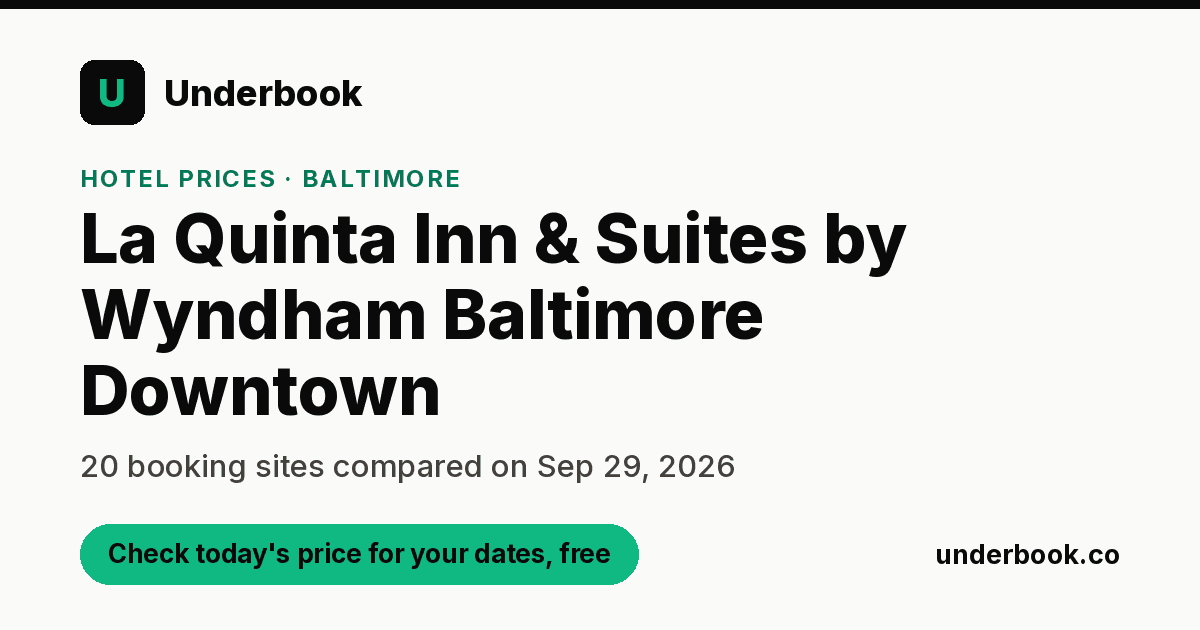 U Underbook
HOTEL PRICES · BALTIMORE
La Quinta Inn & Suites by
Wyndham Baltimore
Downtown
20 booking sites compared on Sep 29, 2026
Check today's price for your dates, free
underbook.co